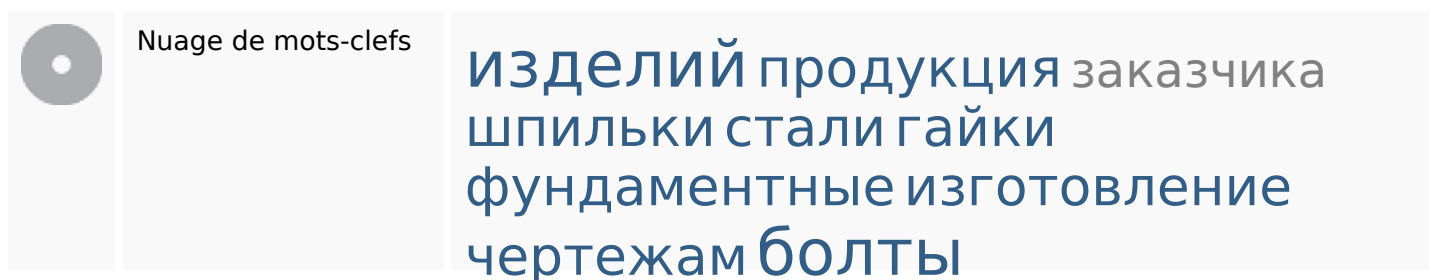 Nuage de mots-clefs
изделий продукция заказчика
шпильки стали гайки
фундаментные изготовление
чертежам болты